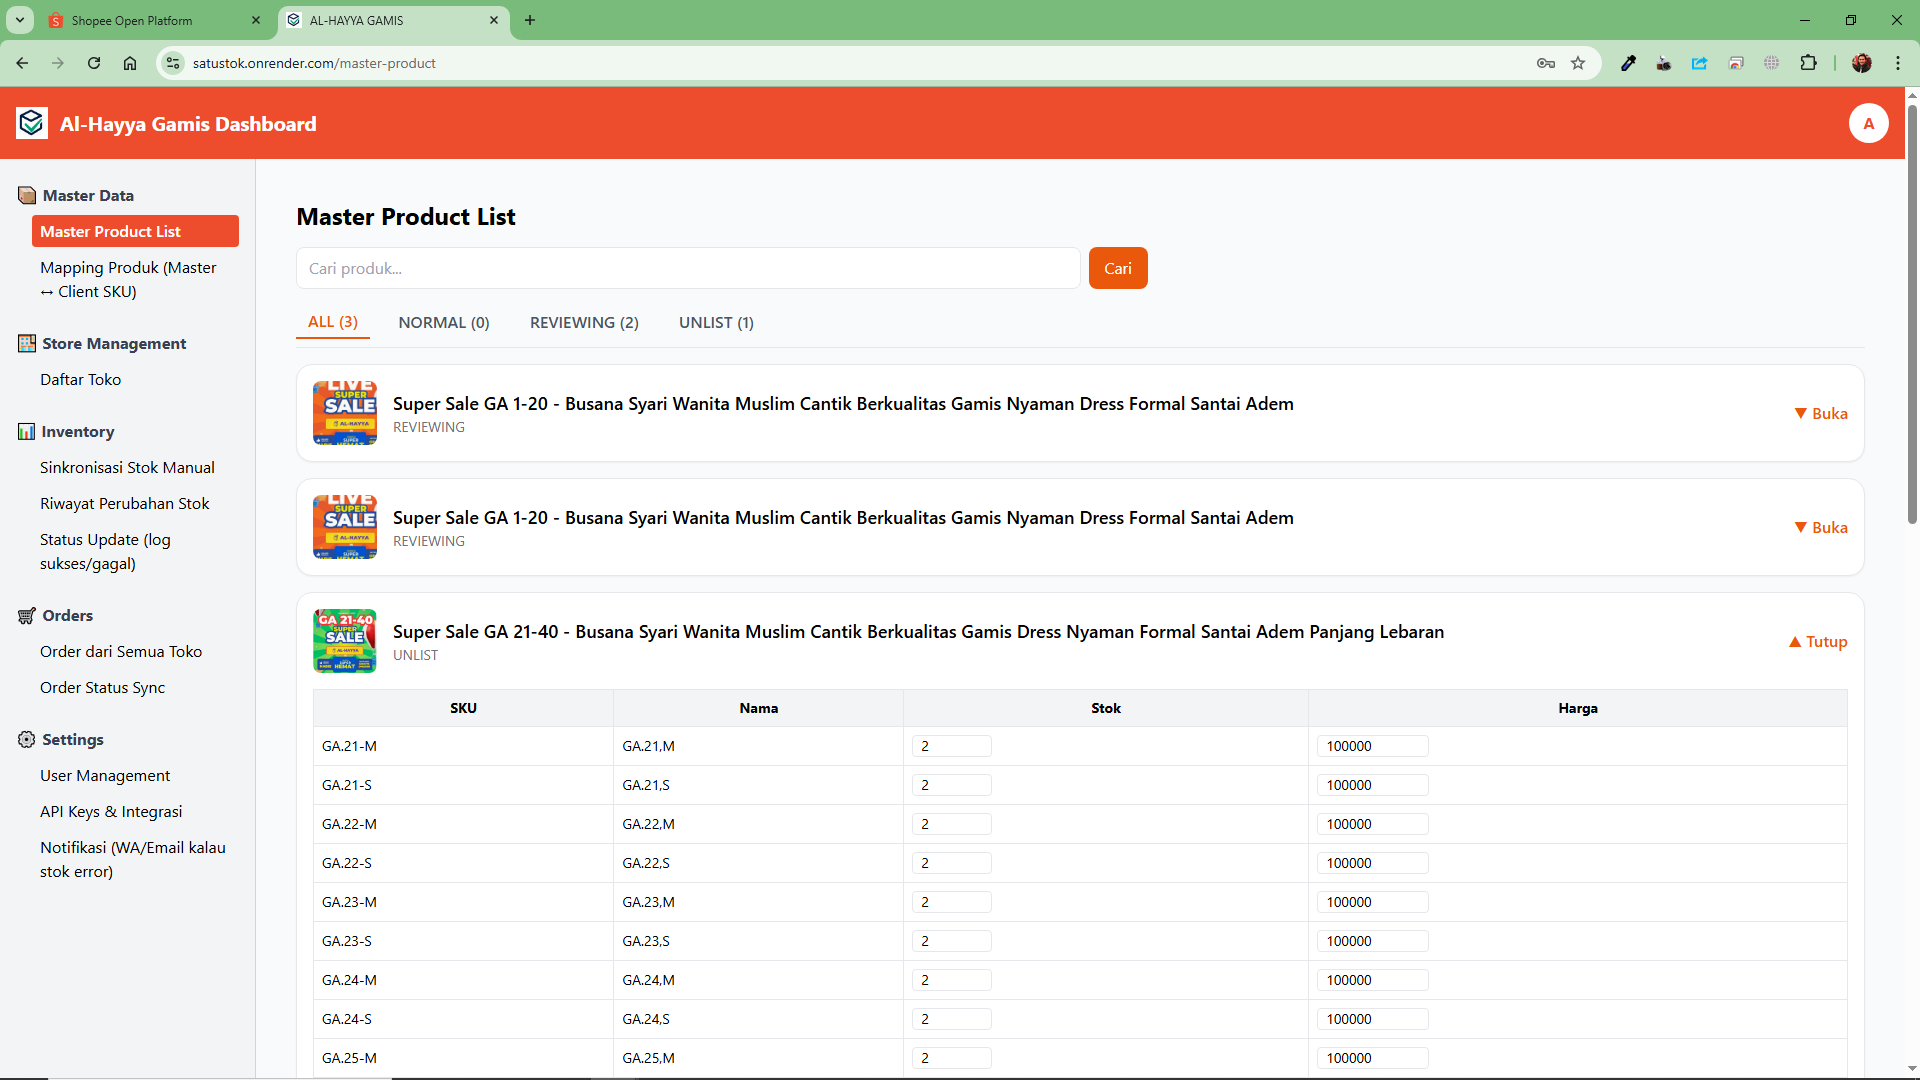 Shopee Open Platform
AL-HAYYA GAMIS
satustok.onrender.com/master-product
Al-Hayya Gamis Dashboard
A
Master Data
Master Product List
Mapping Produk (Master
↔ Client SKU)
Store Management
Daftar Toko
Inventory
Sinkronisasi Stok Manual
Riwayat Perubahan Stok
Status Update (log
sukses/gagal)
Orders
Order dari Semua Toko
Order Status Sync
Settings
User Management
API Keys & Integrasi
Notifikasi (WA/Email kalau
stok error)
Master Product List
Cari produk...
Cari
ALL (3)
NORMAL (0)
REVIEWING (2)
UNLIST (1)
LIVE
SUPER
SALE
AL-HAYYA
SUPER
Super Sale GA 1-20 - Busana Syari Wanita Muslim Cantik Berkualitas Gamis Nyaman Dress Formal Santai Adem
REVIEWING
▼ Buka
LIVE
SUPER
SALE
AL-HAYYA
SUPER
Super Sale GA 1-20 - Busana Syari Wanita Muslim Cantik Berkualitas Gamis Nyaman Dress Formal Santai Adem
REVIEWING
▼ Buka
GA 21-40
SUPER
SALE
AL-HAYYA
SUPER
HEMAT
Super Sale GA 21-40 - Busana Syari Wanita Muslim Cantik Berkualitas Gamis Dress Nyaman Formal Santai Adem Panjang Lebaran
UNLIST
▲ Tutup
SKU Nama Stok Harga
GA.21-M GA.21,M 2 100000
GA.21-S GA.21,S 2 100000
GA.22-M GA.22,M 2 100000
GA.22-S GA.22,S 2 100000
GA.23-M GA.23,M 2 100000
GA.23-S GA.23,S 2 100000
GA.24-M GA.24,M 2 100000
GA.24-S GA.24,S 2 100000
GA.25-M GA.25,M 2 100000